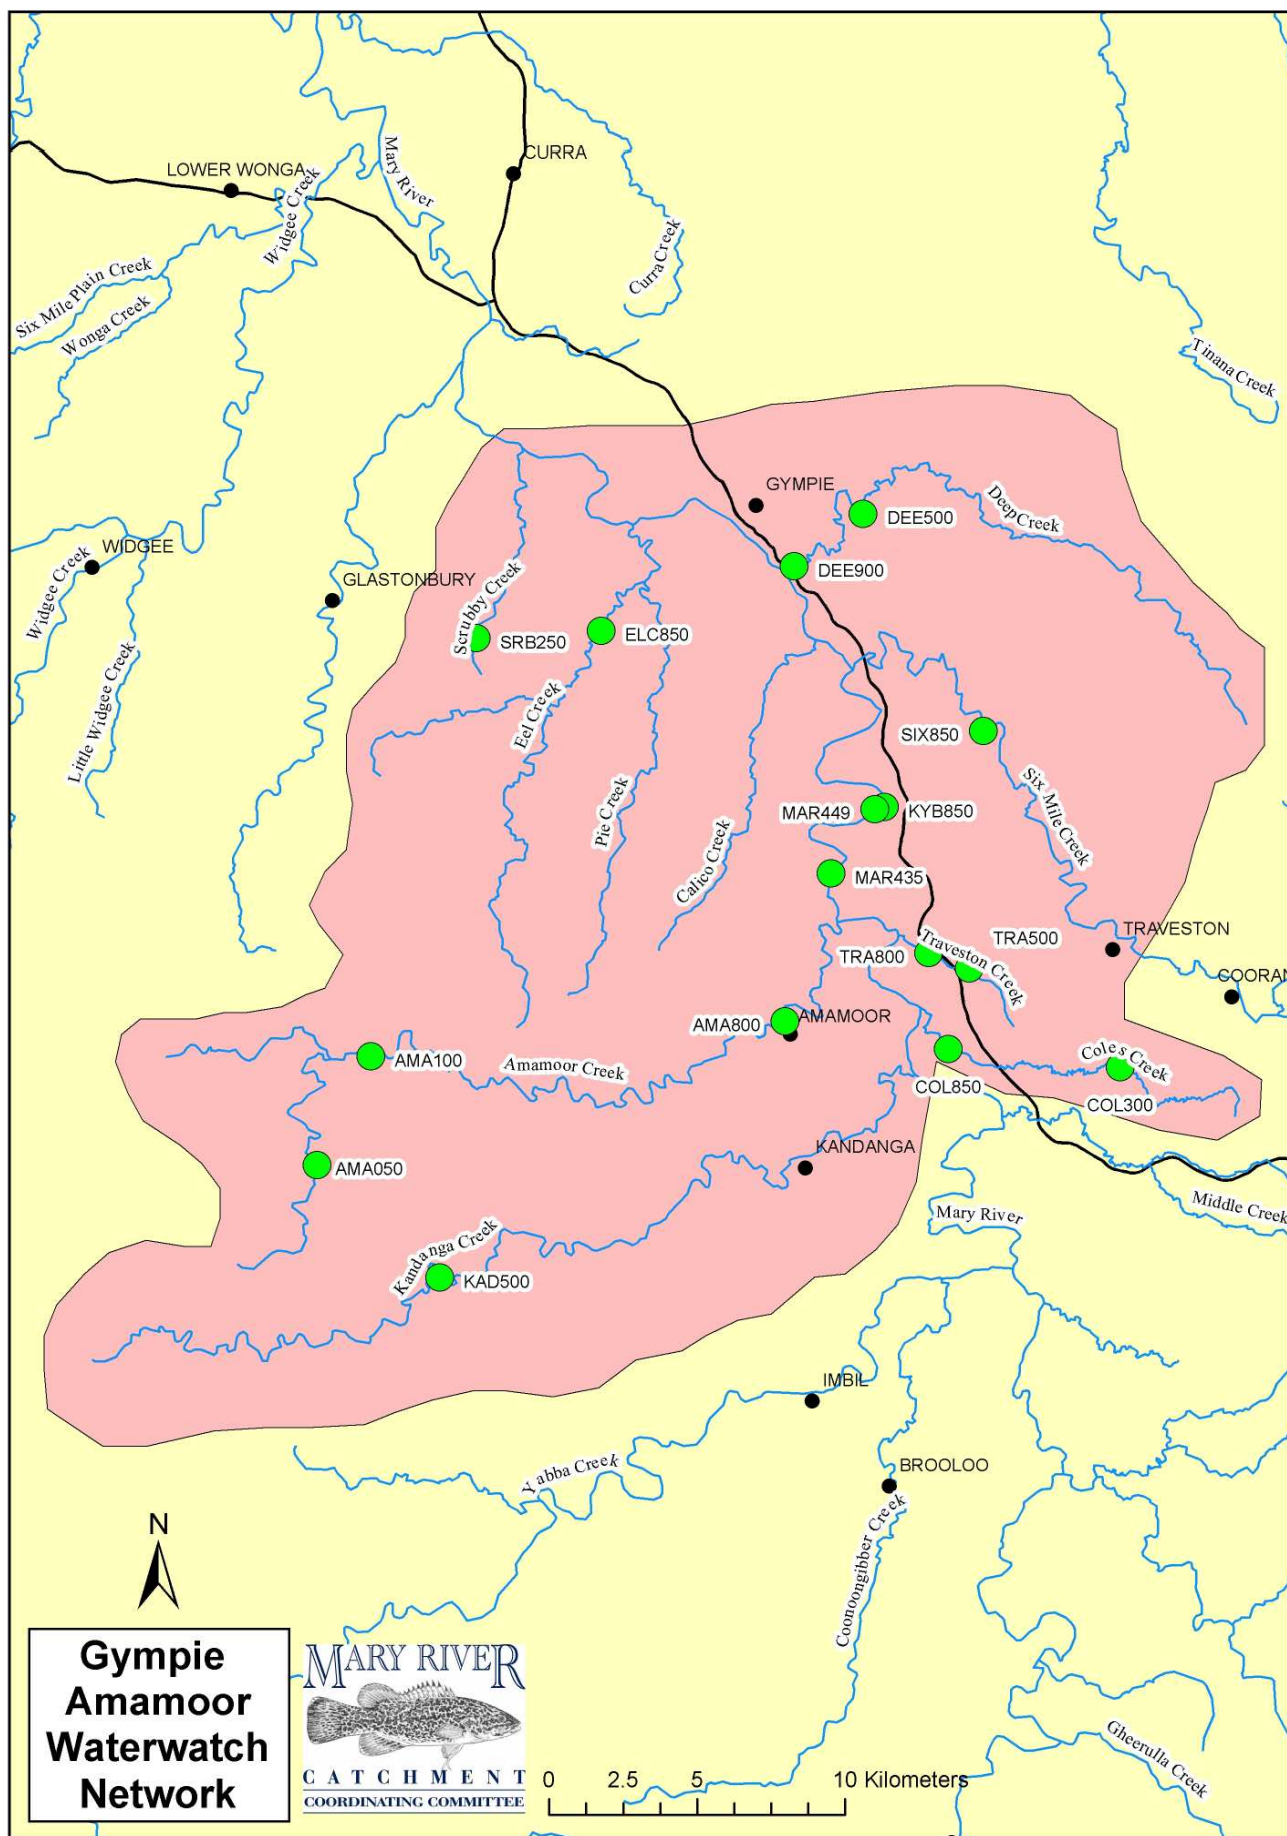 CURRA
LOWER WONGA
Mary River
Widgee Creek
Curra Creek
Six Mile Plain Creek
Wonga Creek
Tinana Creek
GYMPIE
DEE500
Deep Creek
WIDGEE
Widgee Creek
DEE900
GLASTONBURY
Scrubby Creek
SRB250
ELC850
Little Widgee Creek
Eel Creek
SIX850
Pie Creek
Six Mile Creek
MAR449
KYB850
Calico Creek
MAR435
TRAVESTON
TRA500
TRA800
Traveston Creek
COORAN
AMA800
AMAMOOR
AMA100
Amamoor Creek
Coles Creek
COL850
COL300
KANDANGA
AMA050
Middle Creek
Mary River
Kandanga Creek
KAD500
IMBIL
Yabba Creek
BROOLOO
Coonoongibber Creek
N
Gympie
Amamoor
Waterwatch
Network
MARY RIVER
CATCHMENT
COORDINATING COMMITTEE
0 2.5 5 10 Kilometers
Gheerulla Creek